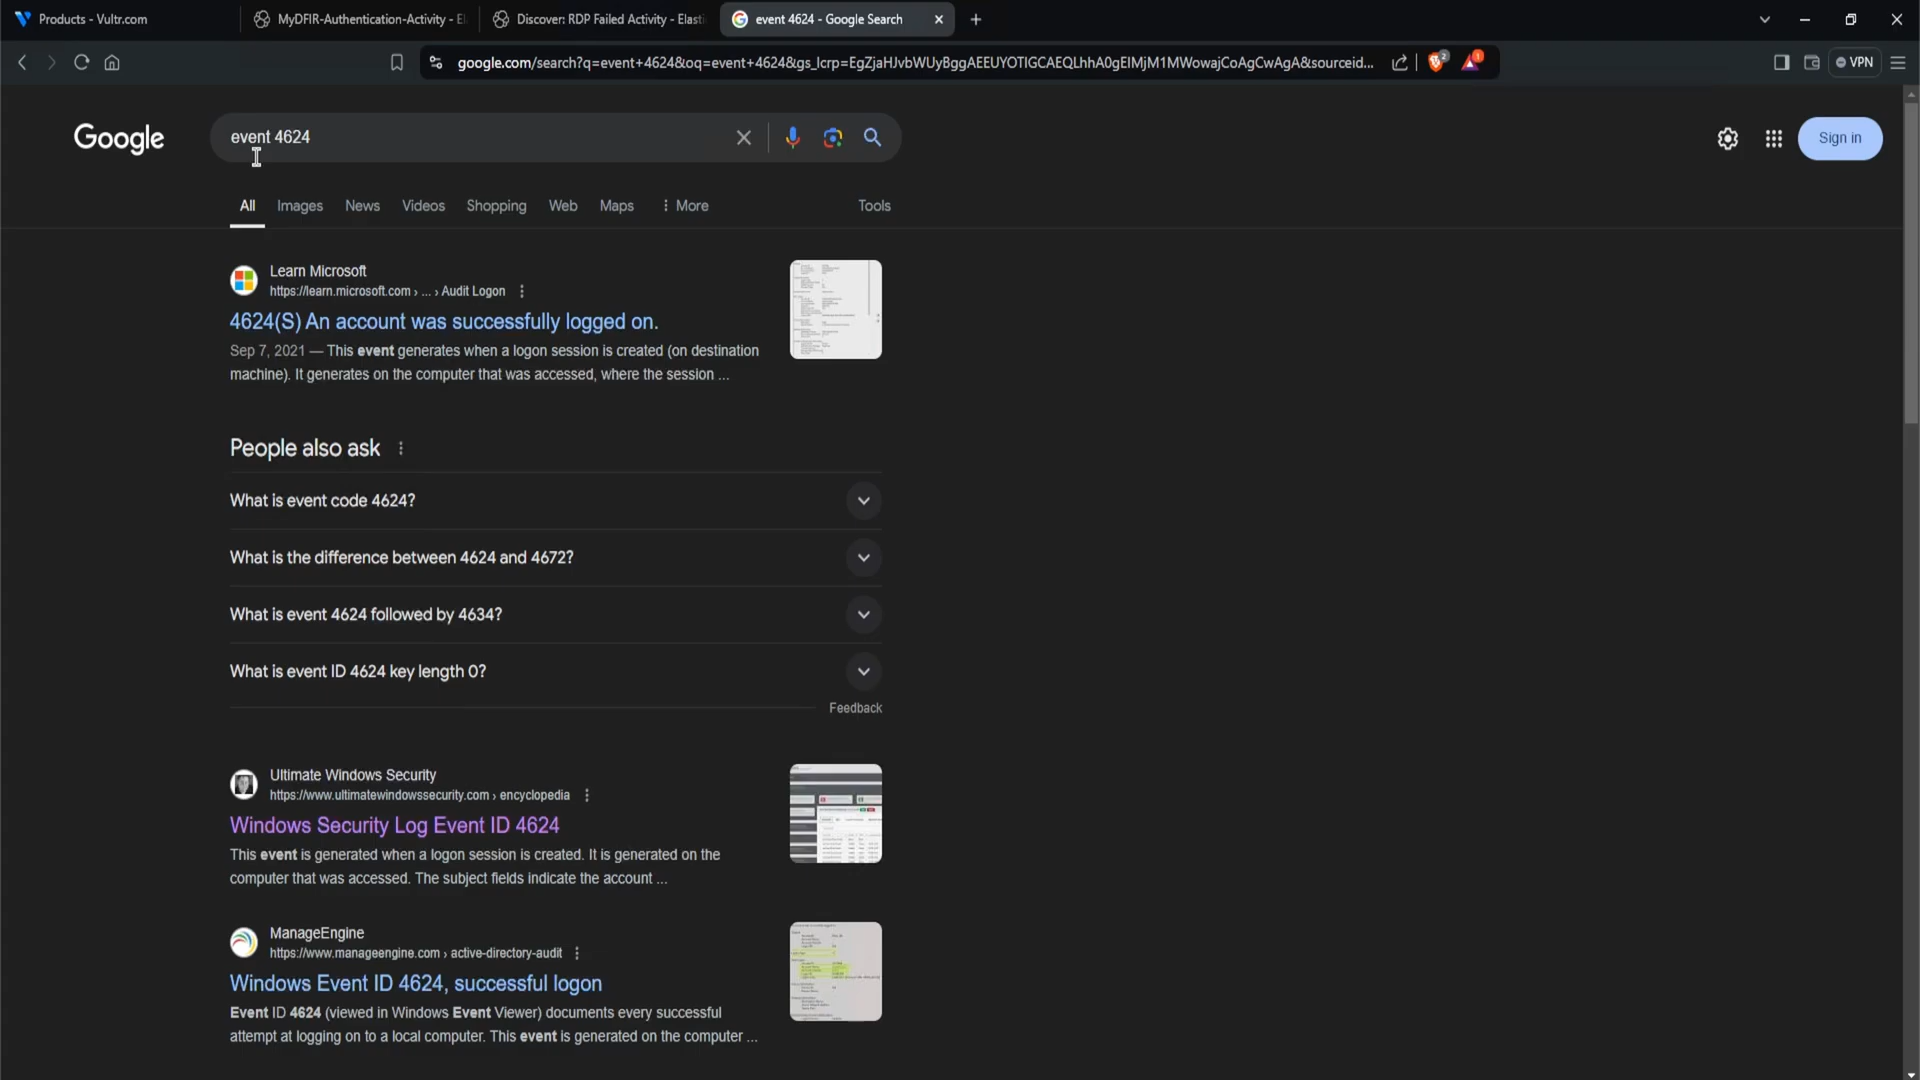 Products - Vultr.com
MyDFIR-Authentication-Activity - El
Discover: RDP Failed Activity - Elasti
event 4624 - Google Search
google.com/search?q=event+4624&oq=event+4624&gs_lcrp=EgZjaHJvbWUyBggAEEUYOTIGCAEQLhhA0gEIMjM1MWowajCoAgCwAgA&sourceid...
2
1
VPN
Google
event 4624
Sign in
All
Images
News
Videos
Shopping
Web
Maps
More
Tools
Learn Microsoft
https://learn.microsoft.com › ... › Audit Logon
4624(S) An account was successfully logged on.
Sep 7, 2021 — This event generates when a logon session is created (on destination
machine). It generates on the computer that was accessed, where the session ...
People also ask
What is event code 4624?
What is the difference between 4624 and 4672?
What is event 4624 followed by 4634?
What is event ID 4624 key length 0?
Feedback
Ultimate Windows Security
https://www.ultimatewindowssecurity.com › encyclopedia
Windows Security Log Event ID 4624
This event is generated when a logon session is created. It is generated on the
computer that was accessed. The subject fields indicate the account ...
ManageEngine
https://www.manageengine.com › active-directory-audit
Windows Event ID 4624, successful logon
Event ID 4624 (viewed in Windows Event Viewer) documents every successful
attempt at logging on to a local computer. This event is generated on the computer ...